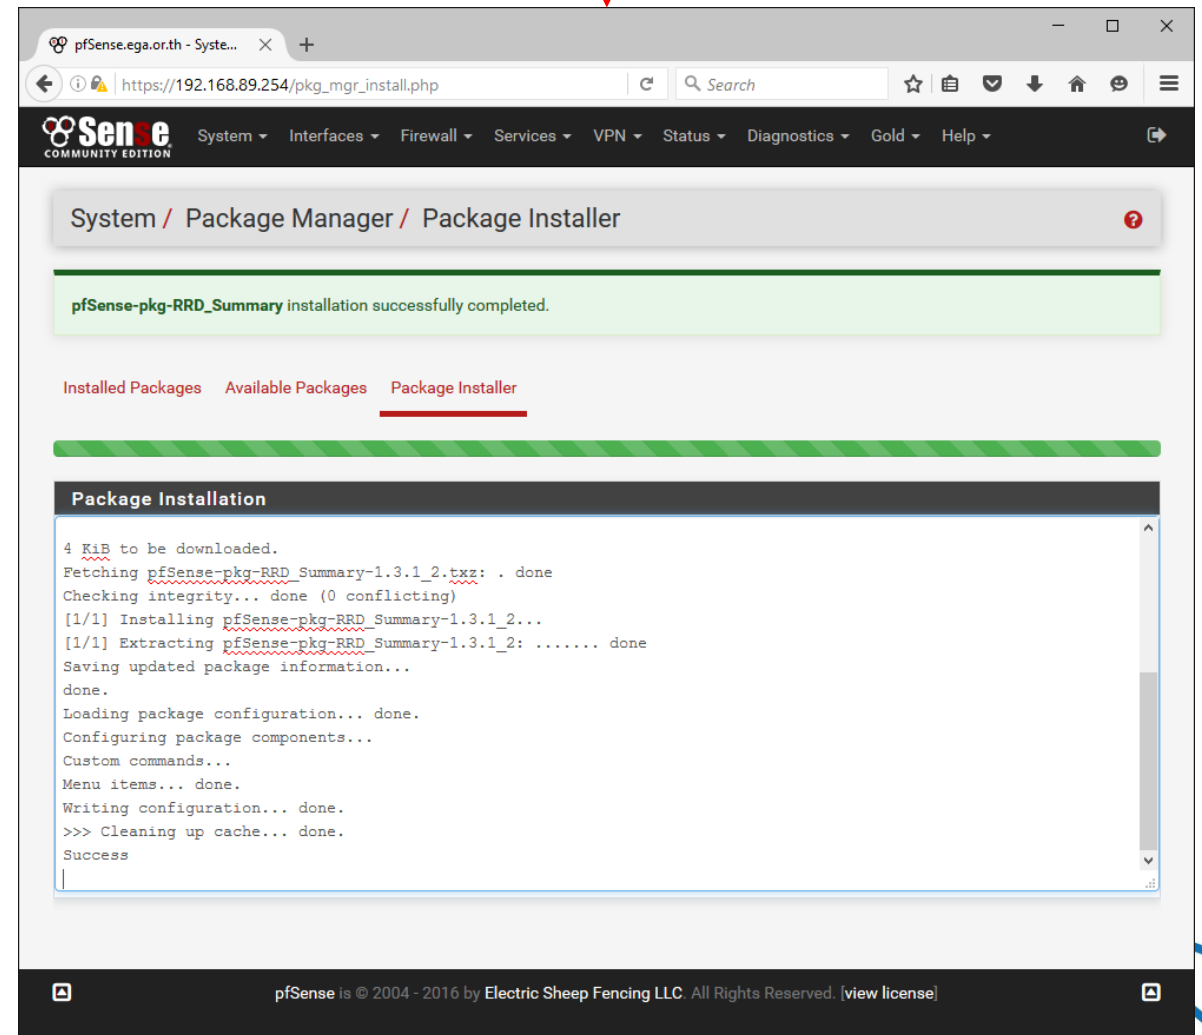 pfSense.ega.or.th - Syste...
https://192.168.89.254/pkg_mgr_install.php Search
Sense
COMMUNITY EDITION
System Interfaces Firewall Services VPN Status Diagnostics Gold Help
System / Package Manager / Package Installer
pfSense-pkg-RRD_Summary installation successfully completed.
Installed Packages Available Packages Package Installer
Package Installation
4 KiB to be downloaded.
Fetching pfSense-pkg-RRD_Summary-1.3.1_2.txz: . done
Checking integrity... done (0 conflicting)
[1/1] Installing pfSense-pkg-RRD_Summary-1.3.1_2...
[1/1] Extracting pfSense-pkg-RRD_Summary-1.3.1_2: ....... done
Saving updated package information...
done.
Loading package configuration... done.
Configuring package components...
Custom commands...
Menu items... done.
Writing configuration... done.
>>> Cleaning up cache... done.
Success
pfSense is © 2004 - 2016 by Electric Sheep Fencing LLC. All Rights Reserved. [view license]